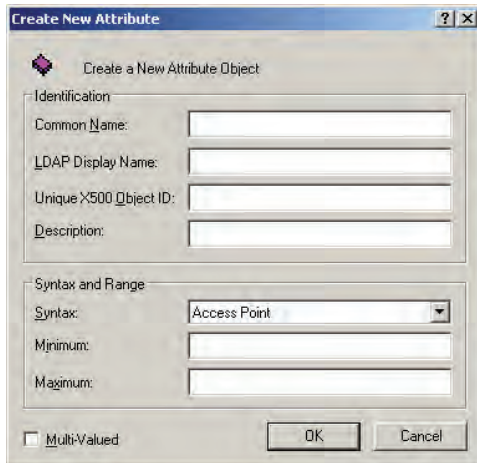 Create New Attribute
Create a New Attribute Object
Identification
Common Name:
LDAP Display Name:
Unique X500 Object ID:
Description:
Syntax and Range
Syntax: Access Point
Minimum:
Maximum:
Multi-Valued OK Cancel